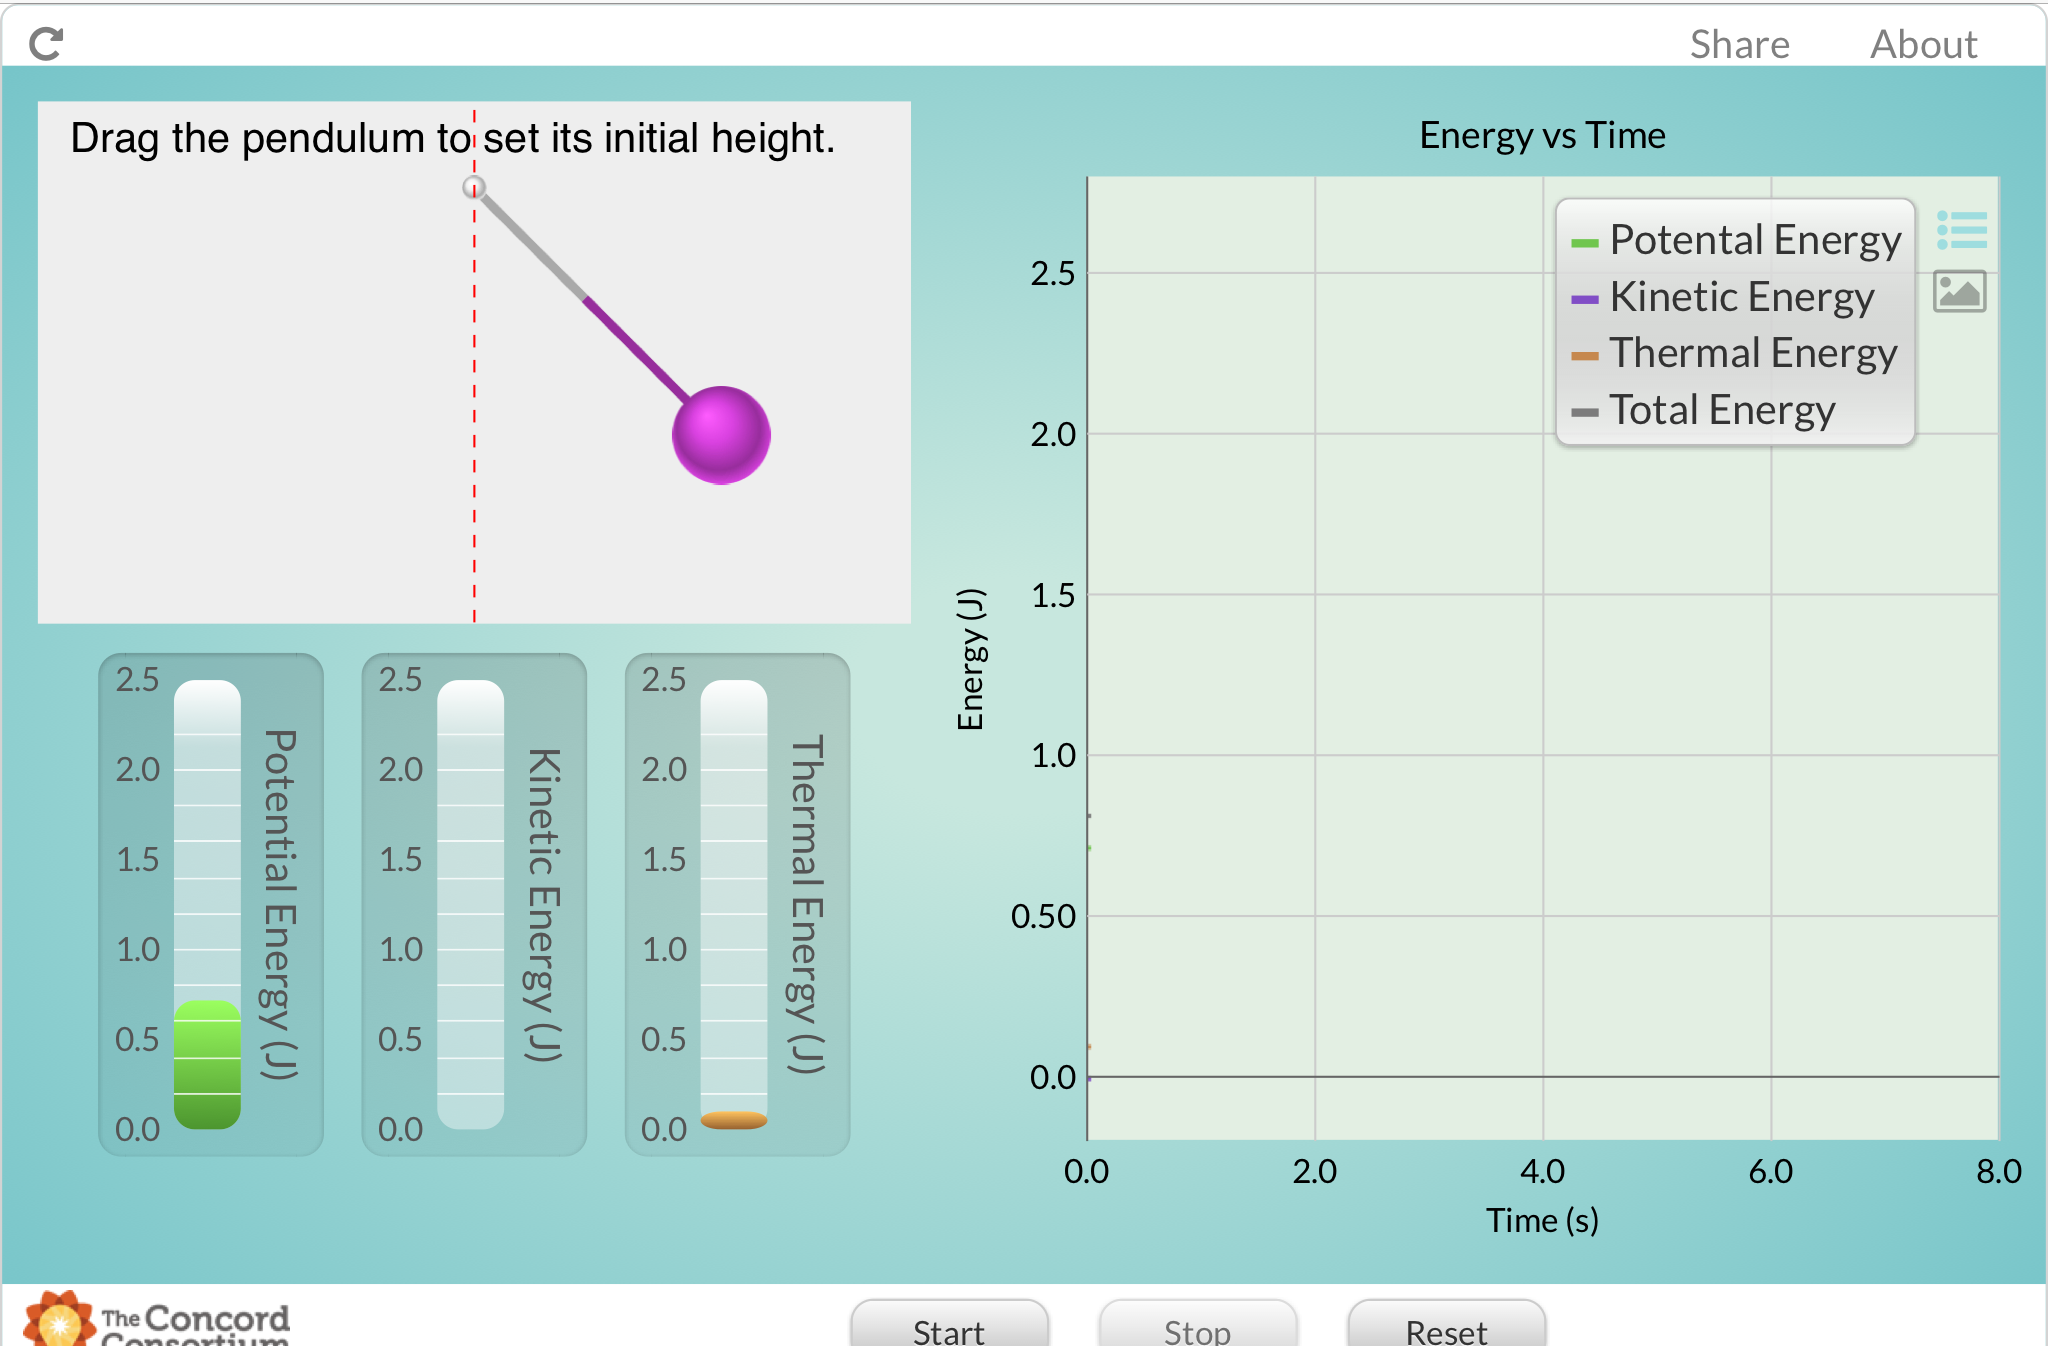 Share About
Drag the pendulum to set its initial height.
Energy vs Time
Potental Energy
Kinetic Energy
Thermal Energy
Total Energy
2.5
2.0
1.5
1.0
0.50
0.0
Energy (J)
0.0 2.0 4.0 6.0 8.0
Time (s)
2.5
2.0
1.5
1.0
0.5
0.0
Potential Energy (J)
2.5
2.0
1.5
1.0
0.5
0.0
Kinetic Energy (J)
2.5
2.0
1.5
1.0
0.5
0.0
Thermal Energy (J)
The Concord
Consortium
Start Stop Reset